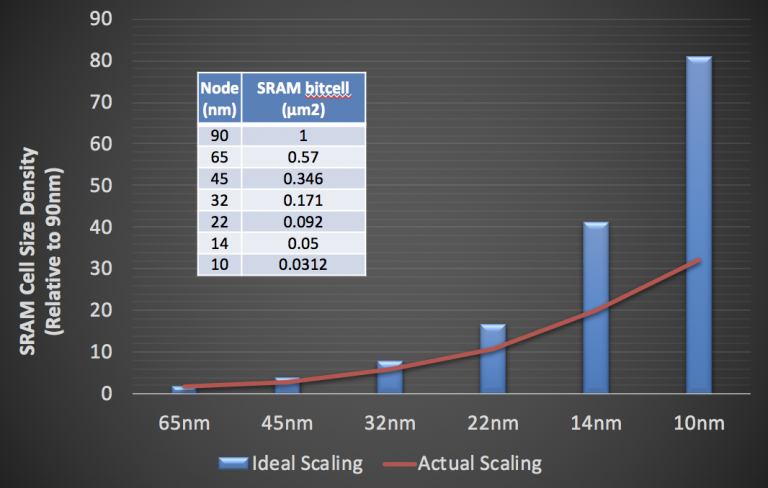 90
80
70
60
50
40
30
20
10
0
SRAM Cell Size Density
(Relative to 90nm)
Node SRAM bitcell
(nm) (µm2)
90 1
65 0.57
45 0.346
32 0.171
22 0.092
14 0.05
10 0.0312
65nm 45nm 32nm 22nm 14nm 10nm
Ideal Scaling Actual Scaling